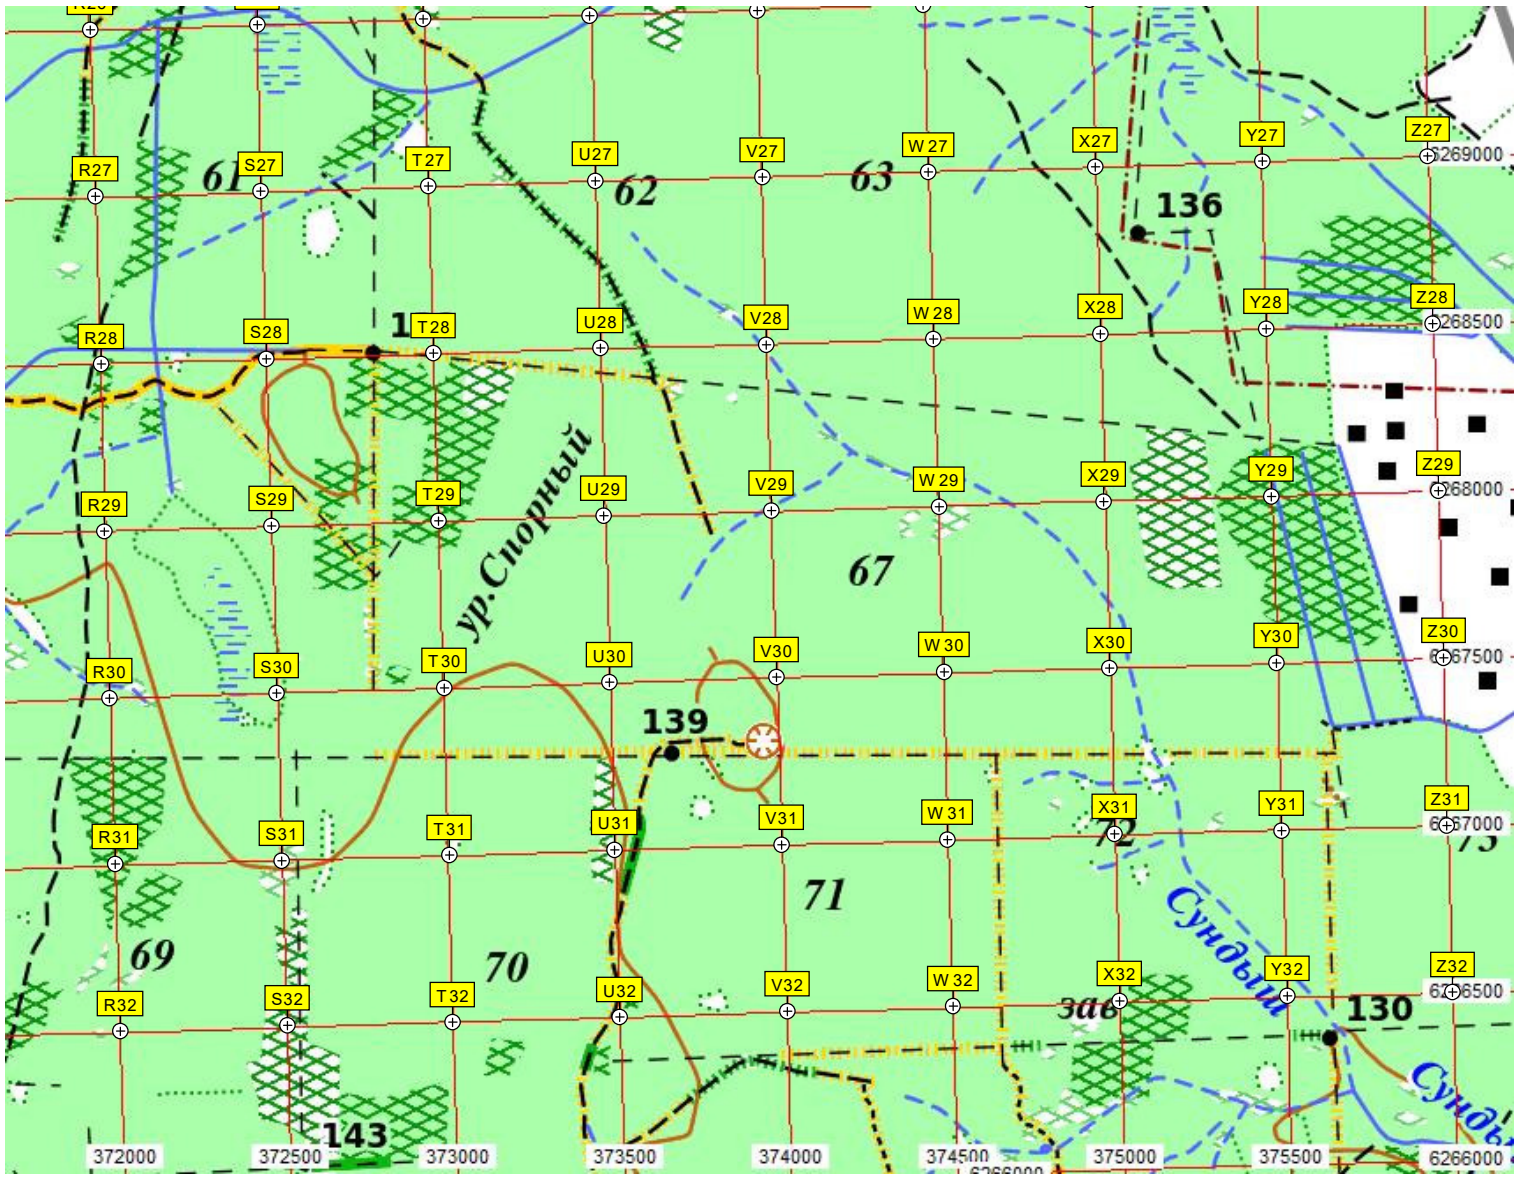 R27 S27 T27 U27 V27 W27 X27 Y27 Z27
6269000
61 62 63
136
R28 S28 T28 U28 V28 W28 X28 Y28 Z28
R29 S29 T29 U29 V29 W29 X29 Y29 Z29
6268000
ур.Спорный
67
R30 S30 T30 U30 V30 W30 X30 Y30 Z30
139
R31 S31 T31 U31 V31 W31 X31 Y31 Z31
72
71
69 70
Сундый
R32 S32 T32 U32 V32 W32 X32 Y32 Z32
зав
130
143
372000 372500 373000 373500 374000 374500 375000 375500
6266000
6266000